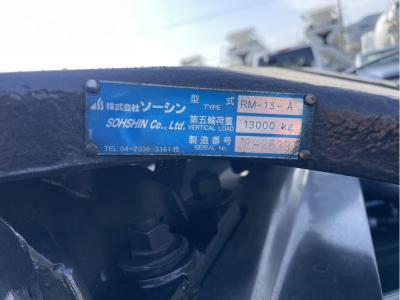 株式会社ソーシン
SOHSHIN Co., Ltd.
TEL 04-2936-3161㈹
型 式
TYPE
RM-13-A
第五輪荷重
VERTICAL LOAD
13000 KG
製造番号
SERIAL No.